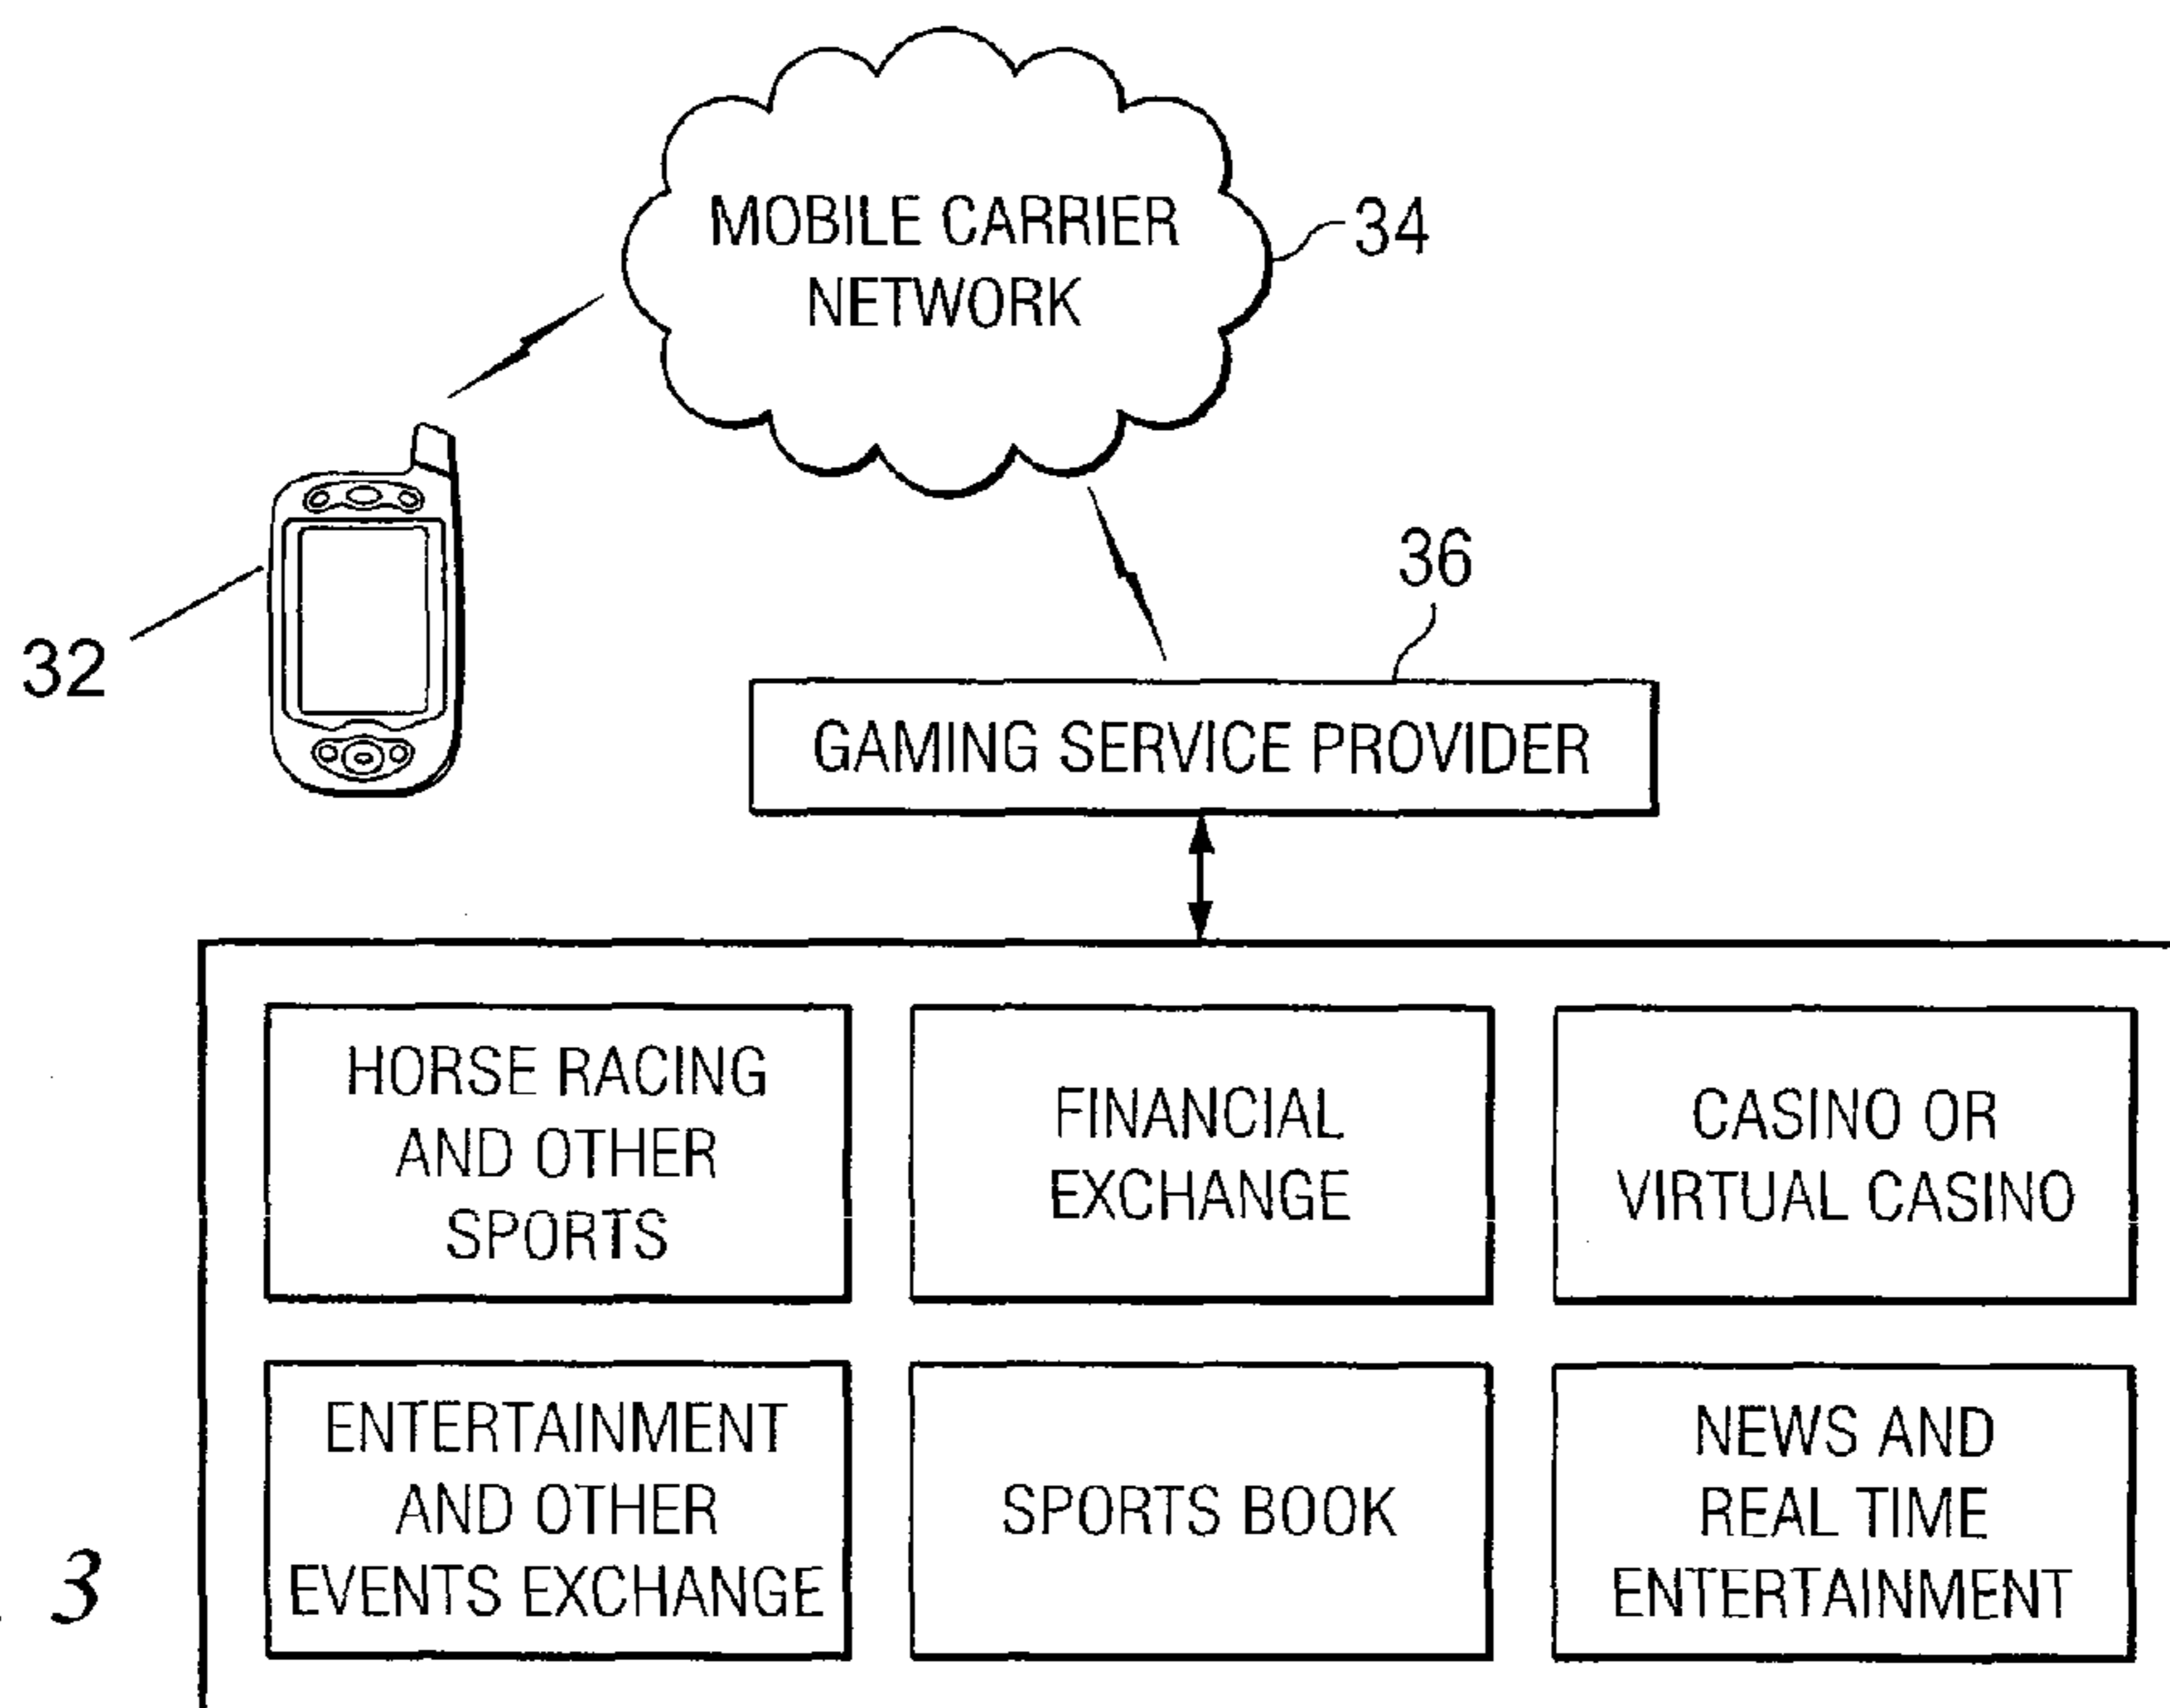 MOBILE CARRIER
NETWORK
34
36
32
GAMING SERVICE PROVIDER
HORSE RACING
AND OTHER
SPORTS
FINANCIAL
EXCHANGE
CASINO OR
VIRTUAL CASINO
ENTERTAINMENT
AND OTHER
EVENTS EXCHANGE
SPORTS BOOK
NEWS AND
REAL TIME
ENTERTAINMENT
3